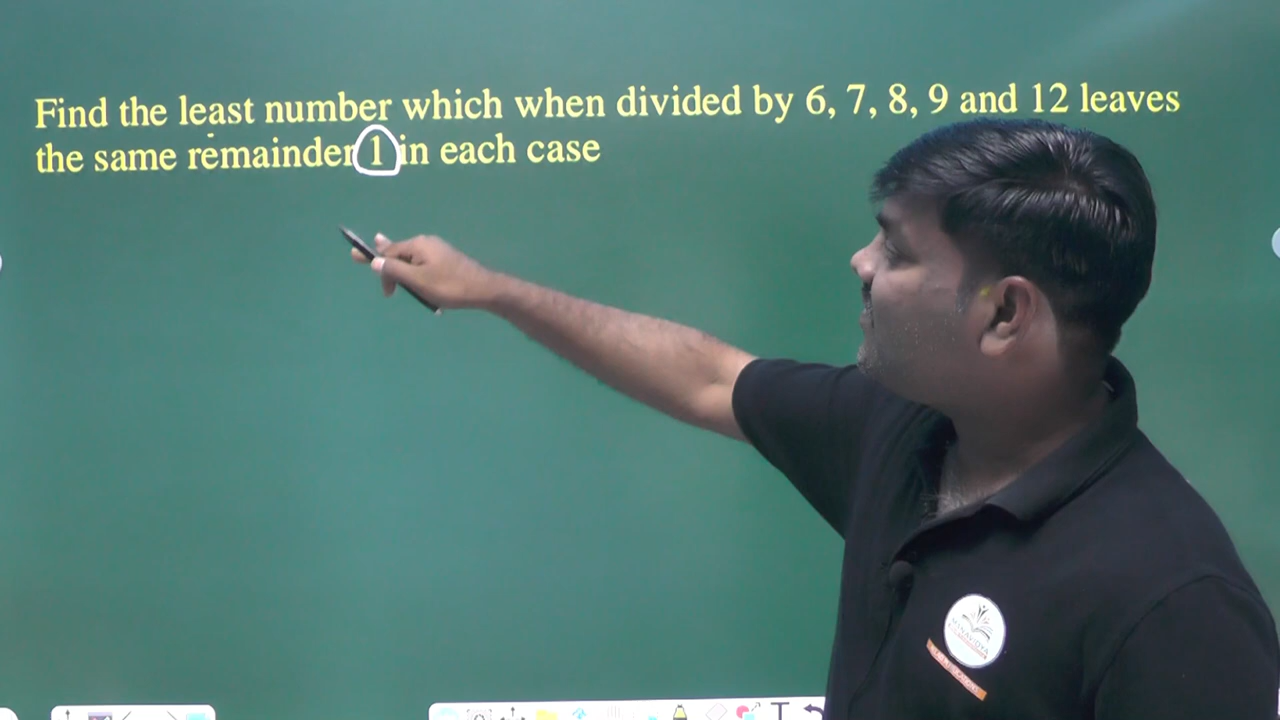 Find the least number which when divided by 6, 7, 8, 9 and 12 leaves
the same remainder 1 in each case